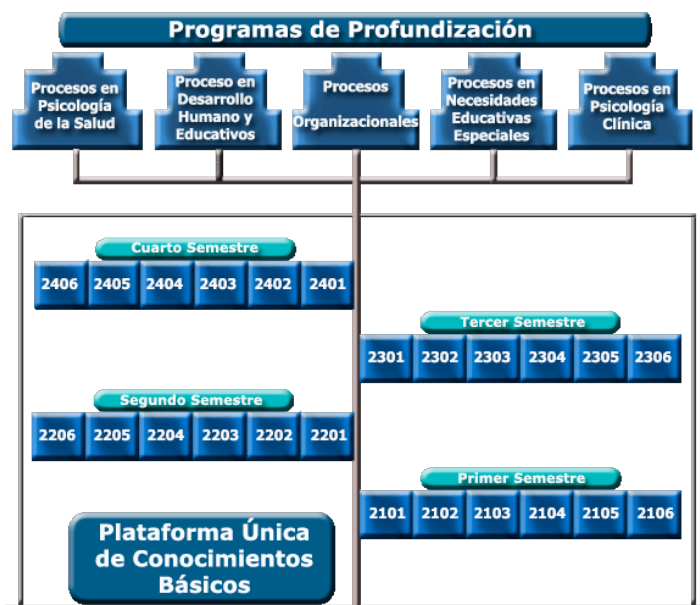 Programas de Profundización
Procesos en
Psicología
de la Salud
Proceso en
Desarrollo
Humano y
Educativos
Procesos
Organizacionales
Procesos en
Necesidades
Educativas
Especiales
Procesos en
Psicología
Clínica
Cuarto Semestre
2406 2405 2404 2403 2402 2401
Tercer Semestre
2301 2302 2303 2304 2305 2306
Segundo Semestre
2206 2205 2204 2203 2202 2201
Primer Semestre
2101 2102 2103 2104 2105 2106
Plataforma Única
de Conocimientos
Básicos